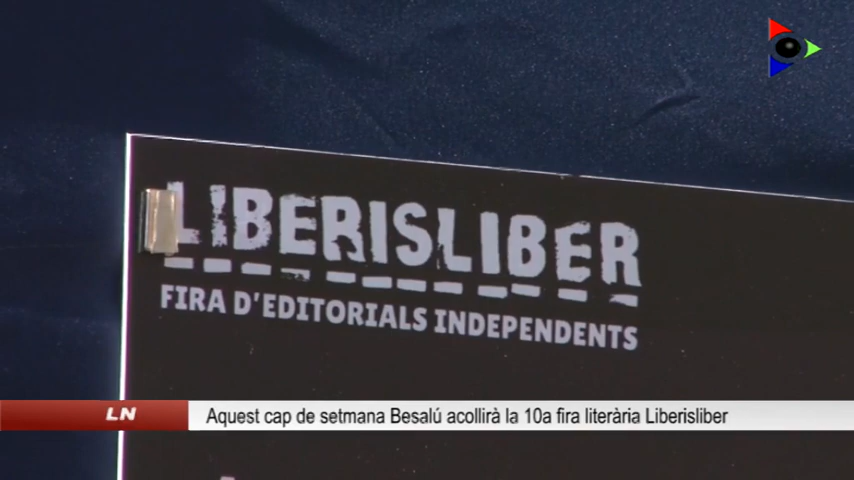 LIBERISLIBER
FIRA D'EDITORIALS INDEPENDENTS
LN
Aquest cap de setmana Besalú acollirà la 10a fira literària Liberisliber